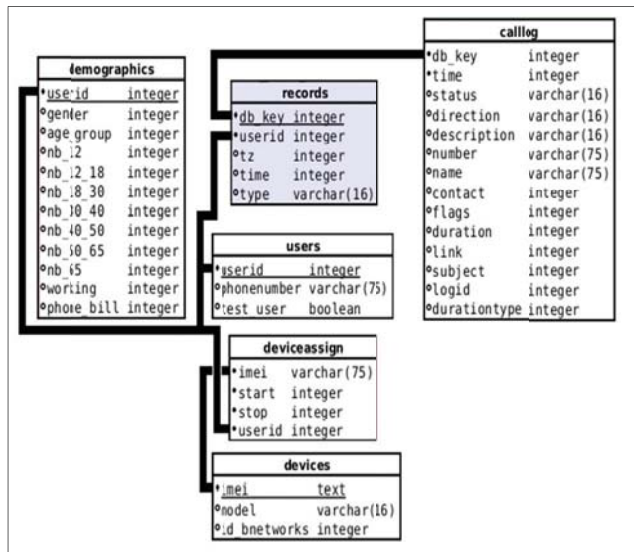 demographics
userid integer
gender integer
age_group integer
nb_12 integer
nb_12_18 integer
nb_18_30 integer
nb_30_40 integer
nb_40_50 integer
nb_50_65 integer
nb_65 integer
working integer
phone_bill integer
records
db_key integer
userid integer
tz integer
time integer
type varchar(16)
users
userid integer
phonenumber varchar(75)
test_user boolean
deviceassign
imei varchar(75)
start integer
stop integer
userid integer
devices
imei text
model varchar(16)
id_bnetworks integer
calllog
db_key integer
time integer
status varchar(16)
direction varchar(16)
description varchar(16)
number varchar(75)
name varchar(75)
contact integer
flags integer
duration integer
link integer
subject integer
logid integer
durationtype integer